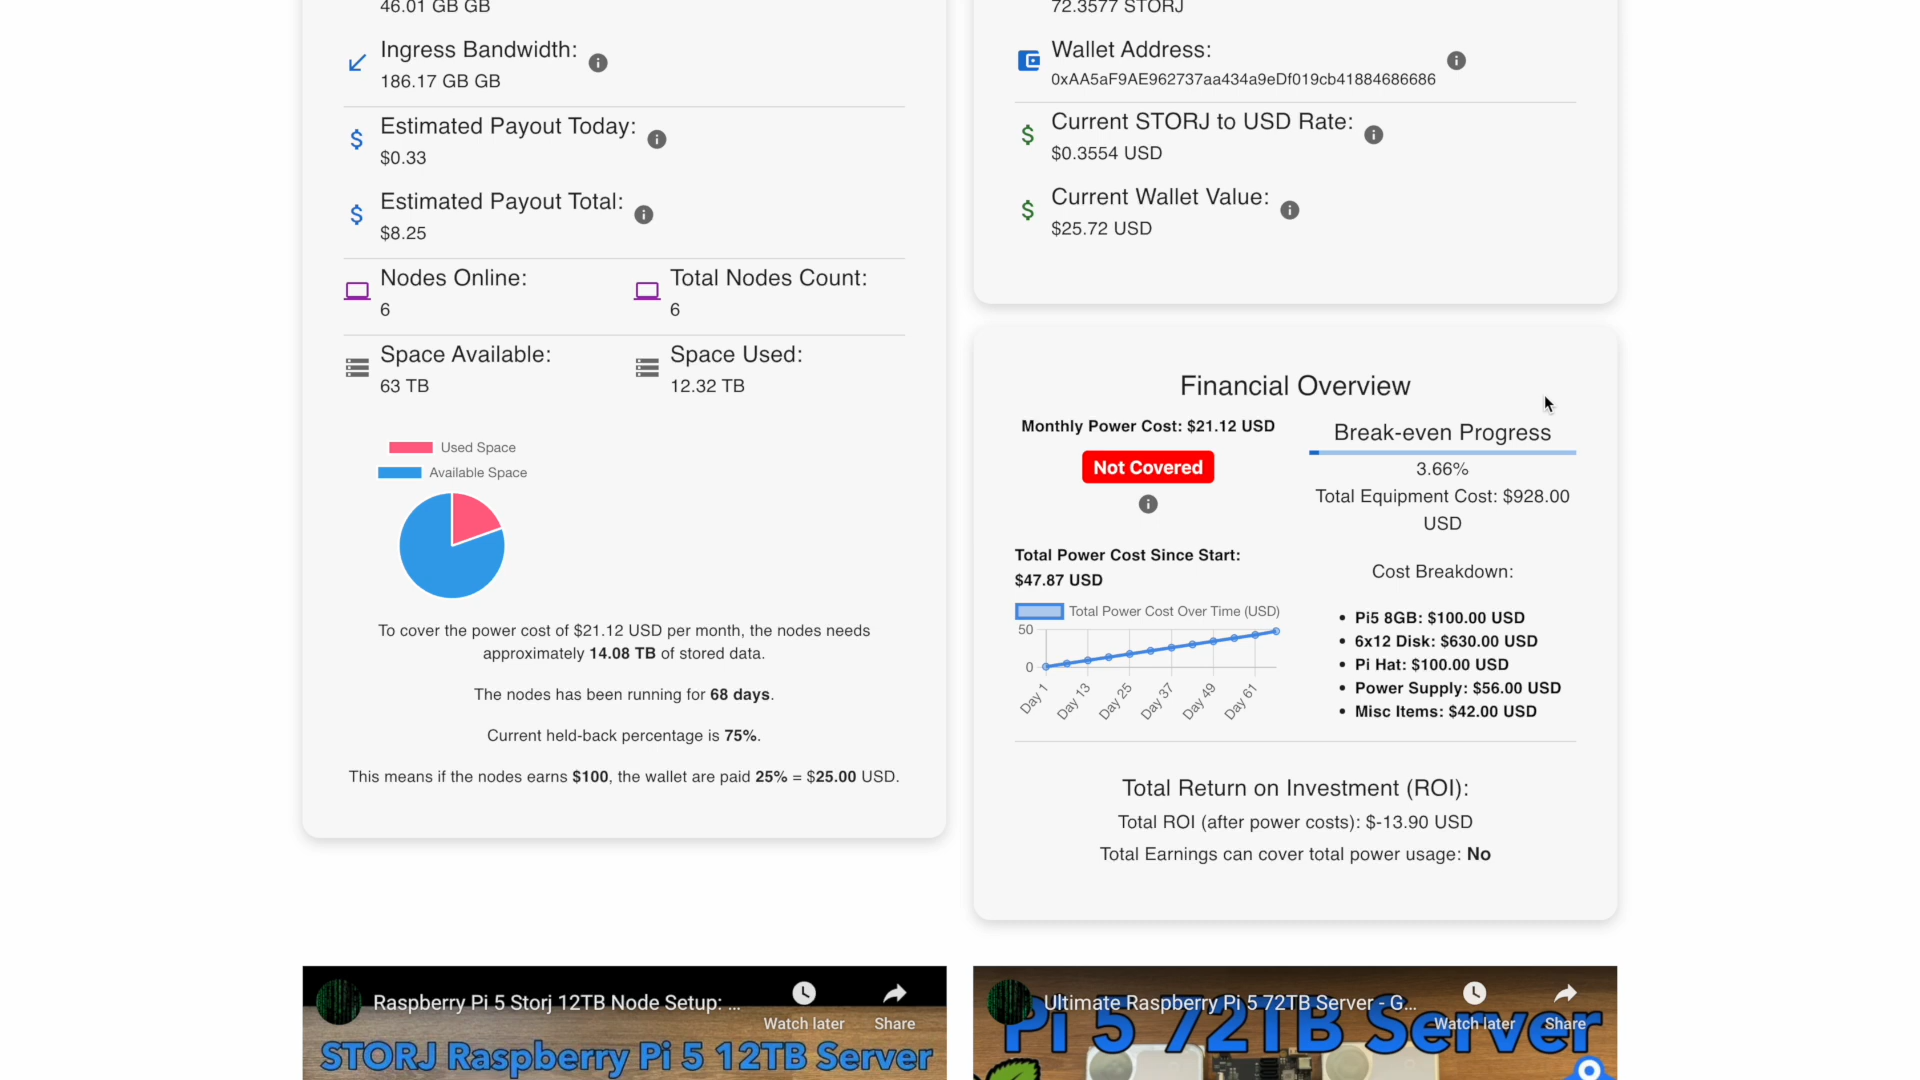 46.01 GB GB
Ingress Bandwidth:
186.17 GB GB
Estimated Payout Today:
$0.33
Estimated Payout Total:
$8.25
Nodes Online:
6
Total Nodes Count:
6
Space Available:
63 TB
Space Used:
12.32 TB
Used Space
Available Space
To cover the power cost of $21.12 USD per month, the nodes needs
approximately 14.08 TB of stored data.
The nodes has been running for 68 days.
Current held-back percentage is 75%.
This means if the nodes earns $100, the wallet are paid 25% = $25.00 USD.
72.3577 STORJ
Wallet Address:
0xAA5aF9AE962737aa434a9eDf019cb41884686686
Current STORJ to USD Rate:
$0.3554 USD
Current Wallet Value:
$25.72 USD
Financial Overview
Monthly Power Cost: $21.12 USD
Not Covered
Total Power Cost Since Start:
$47.87 USD
Total Power Cost Over Time (USD)
50
0
Day 1
Day 13
Day 25
Day 37
Day 49
Day 61
Break-even Progress
3.66%
Total Equipment Cost: $928.00
USD
Cost Breakdown:
• Pi5 8GB: $100.00 USD
• 6x12 Disk: $630.00 USD
• Pi Hat: $100.00 USD
• Power Supply: $56.00 USD
• Misc Items: $42.00 USD
Total Return on Investment (ROI):
Total ROI (after power costs): $-13.90 USD
Total Earnings can cover total power usage: No
Raspberry Pi 5 Storj 12TB Node Setup: ...
Watch later
Share
STORJ Raspberry Pi 5 12TB Server
Ultimate Raspberry Pi 5 72TB Server - G...
Watch later
Share
Pi 5 72TB Server